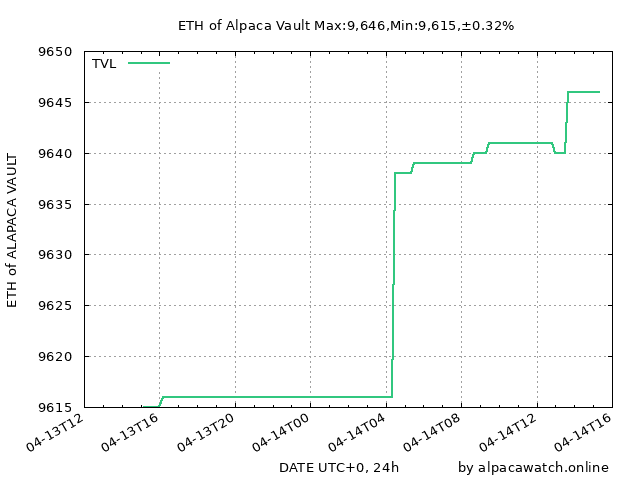 ETH of Alpaca Vault Max:9,646,Min:9,615,±0.32%
TVL
9650
9645
9640
9635
9630
9625
9620
9615
ETH of ALAPACA VAULT
04-13T12
04-13T16
04-13T20
04-14T00
04-14T04
04-14T08
04-14T12
04-14T16
DATE UTC+0, 24h
by alpacawatch.online